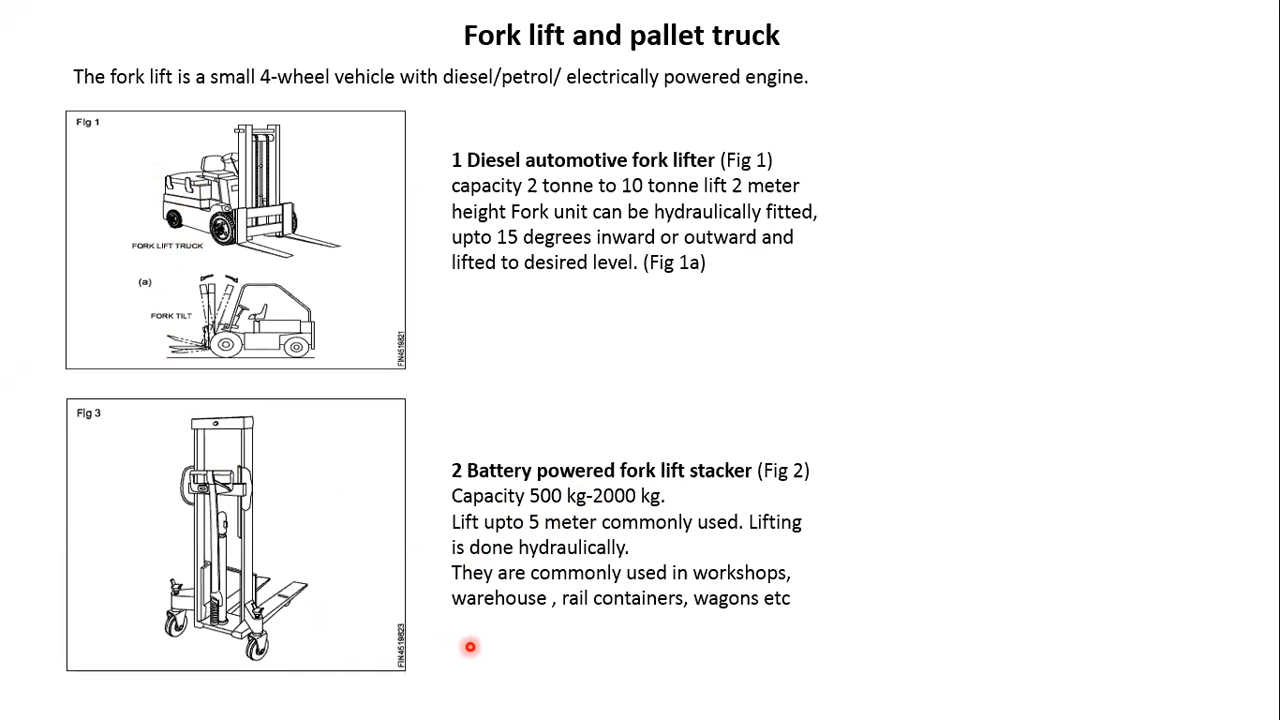 Fork lift and pallet truck
The fork lift is a small 4-wheel vehicle with diesel/petrol/ electrically powered engine.
Fig 1
FORK LIFT TRUCK
(a)
FORK TILT
FIN4519821
1 Diesel automotive fork lifter (Fig 1)
capacity 2 tonne to 10 tonne lift 2 meter
height Fork unit can be hydraulically fitted,
upto 15 degrees inward or outward and
lifted to desired level. (Fig 1a)
Fig 3
FIN4519823
2 Battery powered fork lift stacker (Fig 2)
Capacity 500 kg-2000 kg.
Lift upto 5 meter commonly used. Lifting
is done hydraulically.
They are commonly used in workshops,
warehouse , rail containers, wagons etc